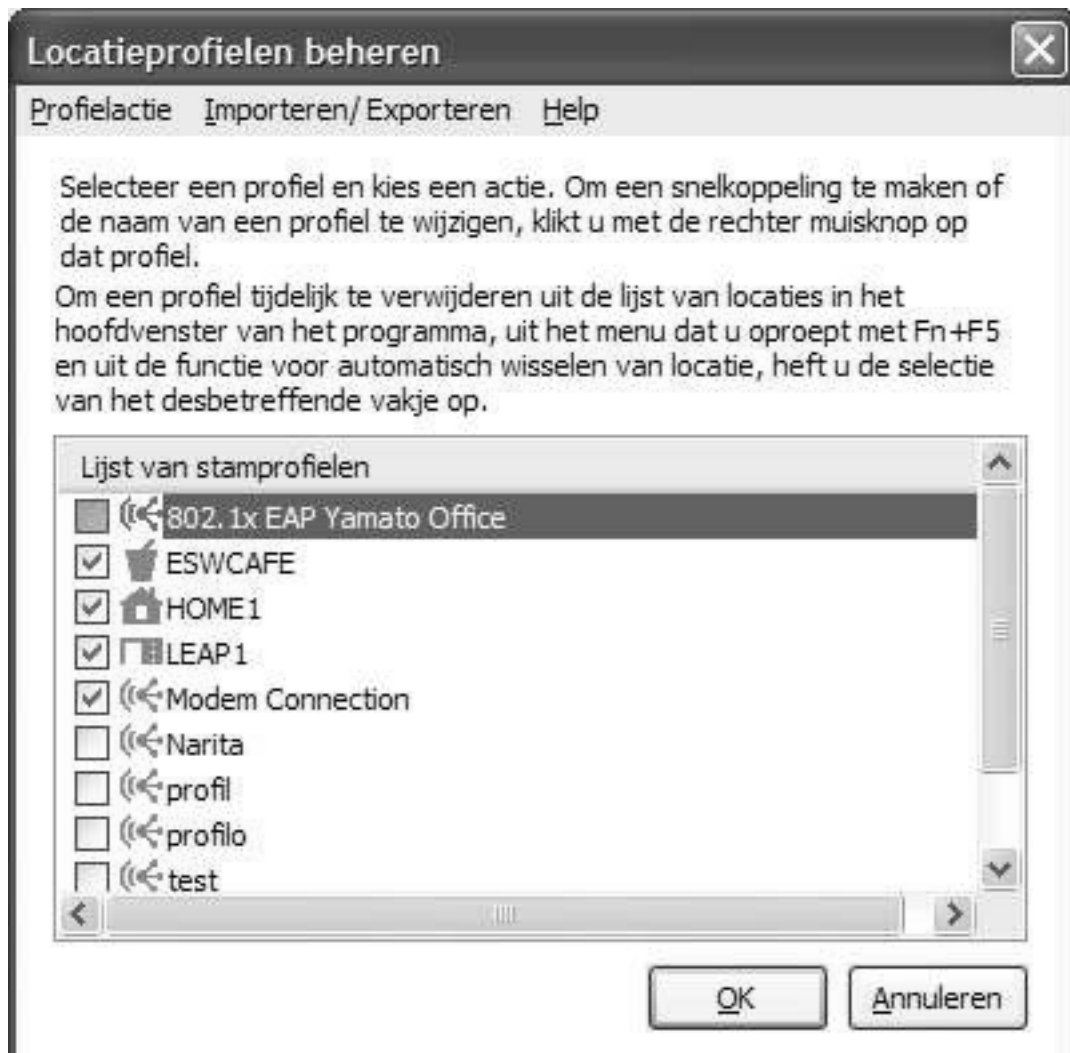 Locatieprofielen beheren
Profielactie Importeren/Exporteren Help
Selecteer een profiel en kies een actie. Om een snelkoppeling te maken of
de naam van een profiel te wijzigen, klikt u met de rechter muisknop op
dat profiel.
Om een profiel tijdelijk te verwijderen uit de lijst van locaties in het
hoofdvenster van het programma, uit het menu dat u oproept met Fn+F5
en uit de functie voor automatisch wisselen van locatie, heft u de selectie
van het desbetreffende vakje op.
Lijst van stamprofielen
802.1x EAP Yamato Office
ESWCAFE
HOME1
LEAP1
Modem Connection
Narita
profil
profilo
test
OK Annuleren